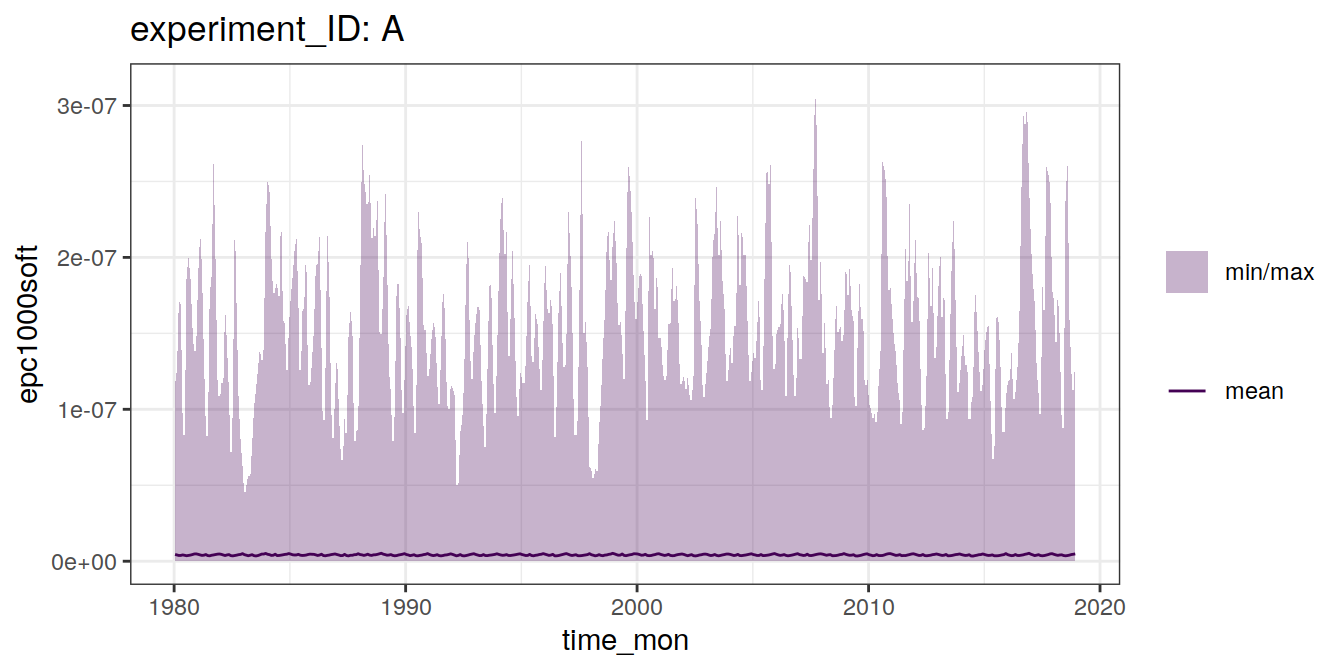 experiment_ID: A
epc1000soft
3e-07
2e-07
1e-07
0e+00
1980
1990
2000
2010
2020
time_mon
min/max
mean